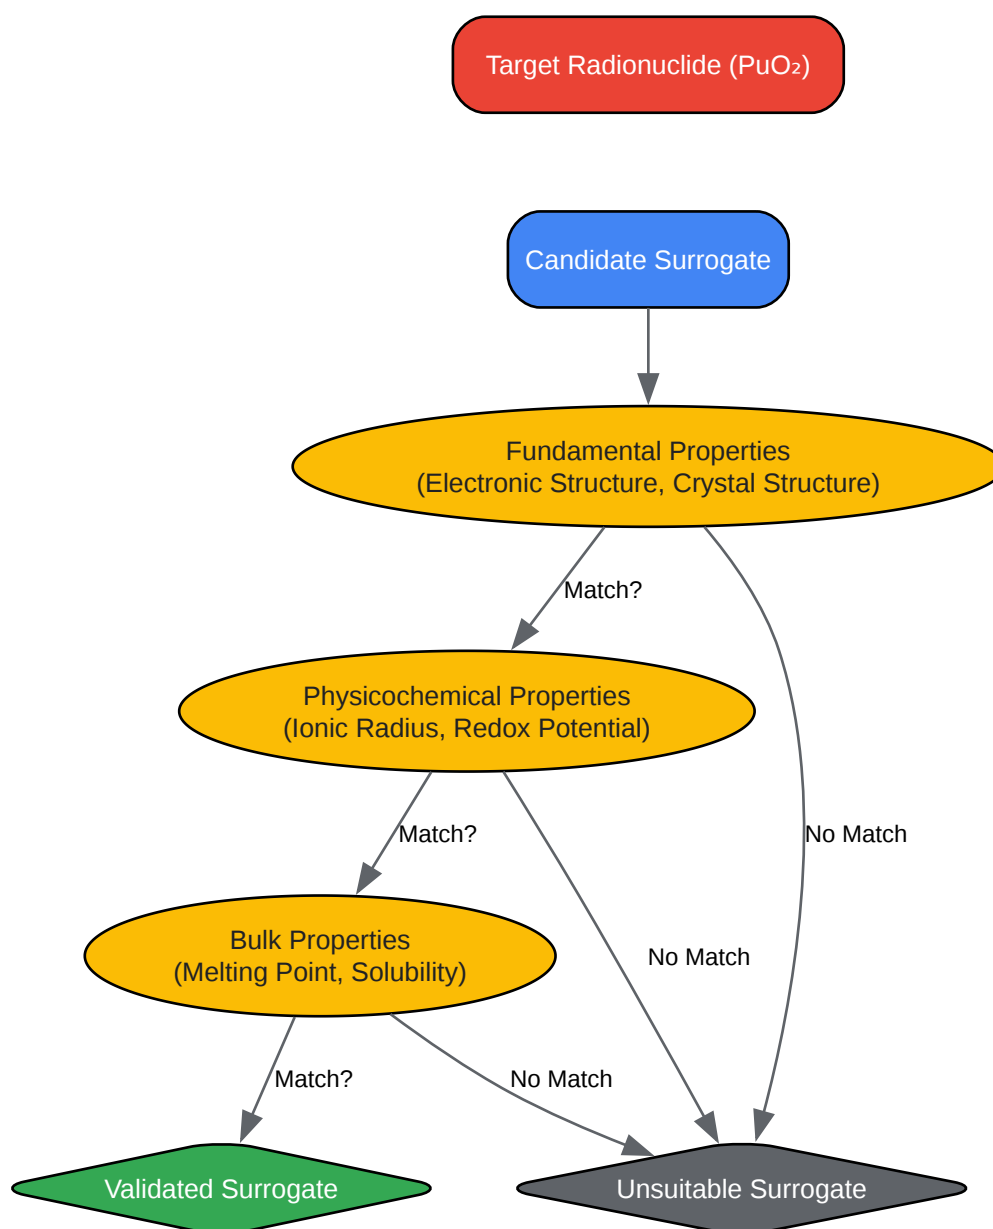 Target Radionuclide (PuO₂)
Candidate Surrogate
Fundamental Properties
(Electronic Structure, Crystal Structure)
Match?
Physicochemical Properties
(Ionic Radius, Redox Potential)
Match?
No Match
Bulk Properties
(Melting Point, Solubility)
No Match
Match?
No Match
Validated Surrogate
Unsuitable Surrogate